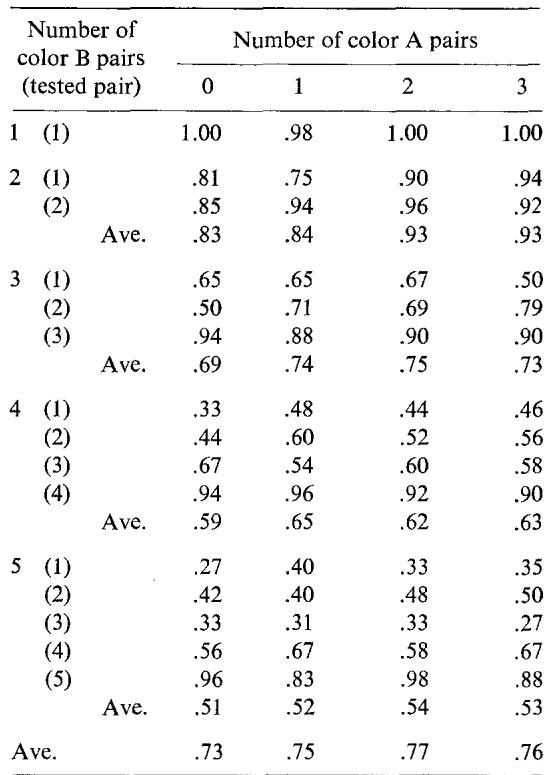 Number of color B pairs (tested pair) Number of color A pairs
0 1 2 3
1 (1) 1.00 .98 1.00 1.00
2 (1) .81 .75 .90 .94
(2) .85 .94 .96 .92
Ave. .83 .84 .93 .93
3 (1) .65 .65 .67 .50
(2) .50 .71 .69 .79
(3) .94 .88 .90 .90
Ave. .69 .74 .75 .73
4 (1) .33 .48 .44 .46
(2) .44 .60 .52 .56
(3) .67 .54 .60 .58
(4) .94 .96 .92 .90
Ave. .59 .65 .62 .63
5 (1) .27 .40 .33 .35
(2) .42 .40 .48 .50
(3) .33 .31 .33 .27
(4) .56 .67 .58 .67
(5) .96 .83 .98 .88
Ave. .51 .52 .54 .53
Ave. .73 .75 .77 .76